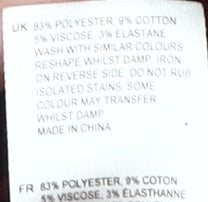 UK 83% POLYESTER, 9% COTTON
5% VISCOSE, 3% ELASTANE
WASH WITH SIMILAR COLOURS.
RESHAPE WHILST DAMP. IRON
ON REVERSE SIDE. DO NOT RUB
ISOLATED STAINS. SOME
COLOUR MAY TRANSFER
WHILST DAMP
MADE IN CHINA
FR 83% POLYESTER, 9% COTON
5% VISCOSE, 3% ÉLASTHANNE